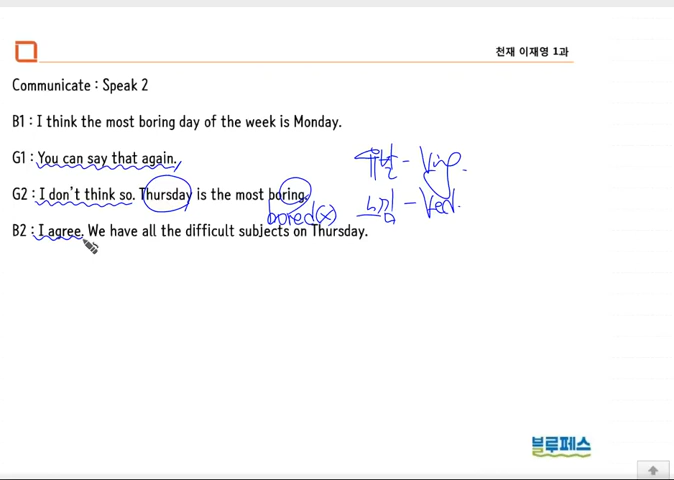 천재 이재영 1과
Communicate : Speak 2
B1 : I think the most boring day of the week is Monday.
G1 : You can say that again.
유발 - Ving.
G2 : I don't think so. Thursday is the most boring.
bored(x)
느낌 - Ved.
B2 : I agree. We have all the difficult subjects on Thursday.
블루페스